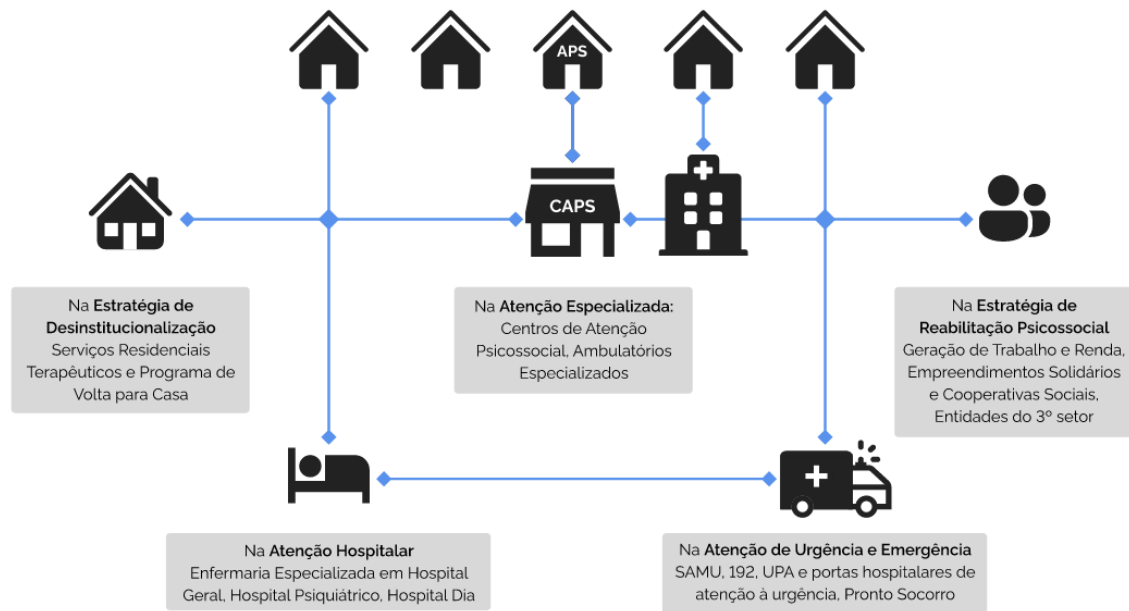 APS
CAPS
Na Estratégia de
Desinstitucionalização
Serviços Residenciais
Terapêuticos e Programa de
Volta para Casa
Na Atenção Especializada:
Centros de Atenção
Psicossocial, Ambulatórios
Especializados
Na Estratégia de
Reabilitação Psicossocial
Geração de Trabalho e Renda,
Empreendimentos Solidários
e Cooperativas Sociais,
Entidades do 3º setor
Na Atenção Hospitalar
Enfermaria Especializada em Hospital
Geral, Hospital Psiquiátrico, Hospital Dia
Na Atenção de Urgência e Emergência
SAMU, 192, UPA e portas hospitalares de
atenção à urgência, Pronto Socorro